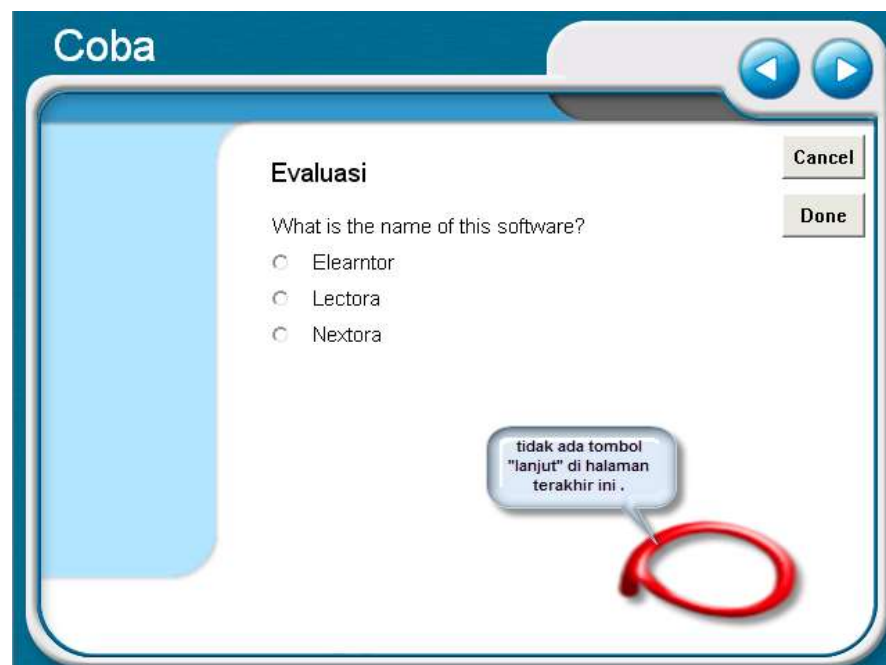 Coba
Cancel
Evaluasi
Done
What is the name of this software?
Elearntor
Lectora
Nextora
tidak ada tombol
"lanjut" di halaman
terakhir ini .